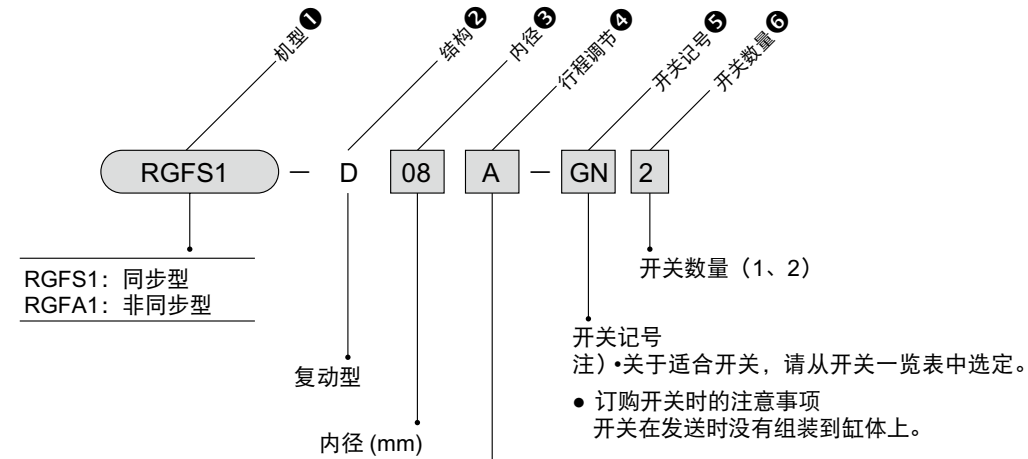 机型❶
结构❷
内径❸
行程调节❹
开关记号❺
开关数量❻
RGFS1 － D 08 A － GN 2
RGFS1：同步型
RGFA1：非同步型
复动型
内径 (mm)
开关数量（1、2）
开关记号
注）•关于适合开关，请从开关一览表中选定。
● 订购开关时的注意事项
开关在发送时没有组装到缸体上。